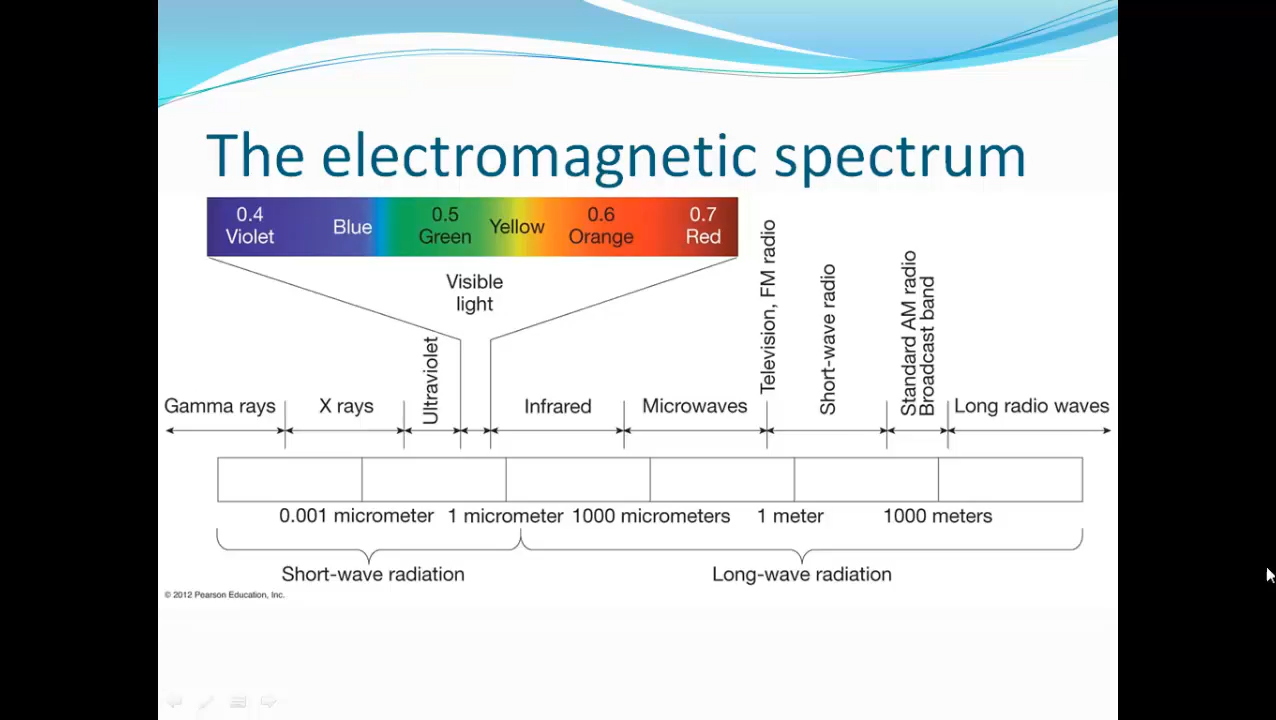 The electromagnetic spectrum
0.4
Violet
Blue
0.5
Green
Yellow
0.6
Orange
0.7
Red
Visible
light
Ultraviolet
Television, FM radio
Short-wave radio
Standard AM radio
Broadcast band
Gamma rays
X rays
Infrared
Microwaves
Long radio waves
0.001 micrometer
1 micrometer
1000 micrometers
1 meter
1000 meters
Short-wave radiation
Long-wave radiation
© 2012 Pearson Education, Inc.